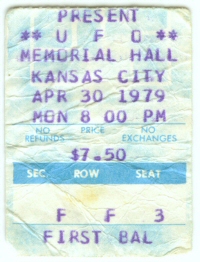 PRESENT
** U F O **
MEMORIAL HALL
KANSAS CITY
APR 30 1979
MON 8 00 PM
NO REFUNDS PRICE NO EXCHANGES
$7.50
SEC. ROW SEAT
F F 3
FIRST BAL